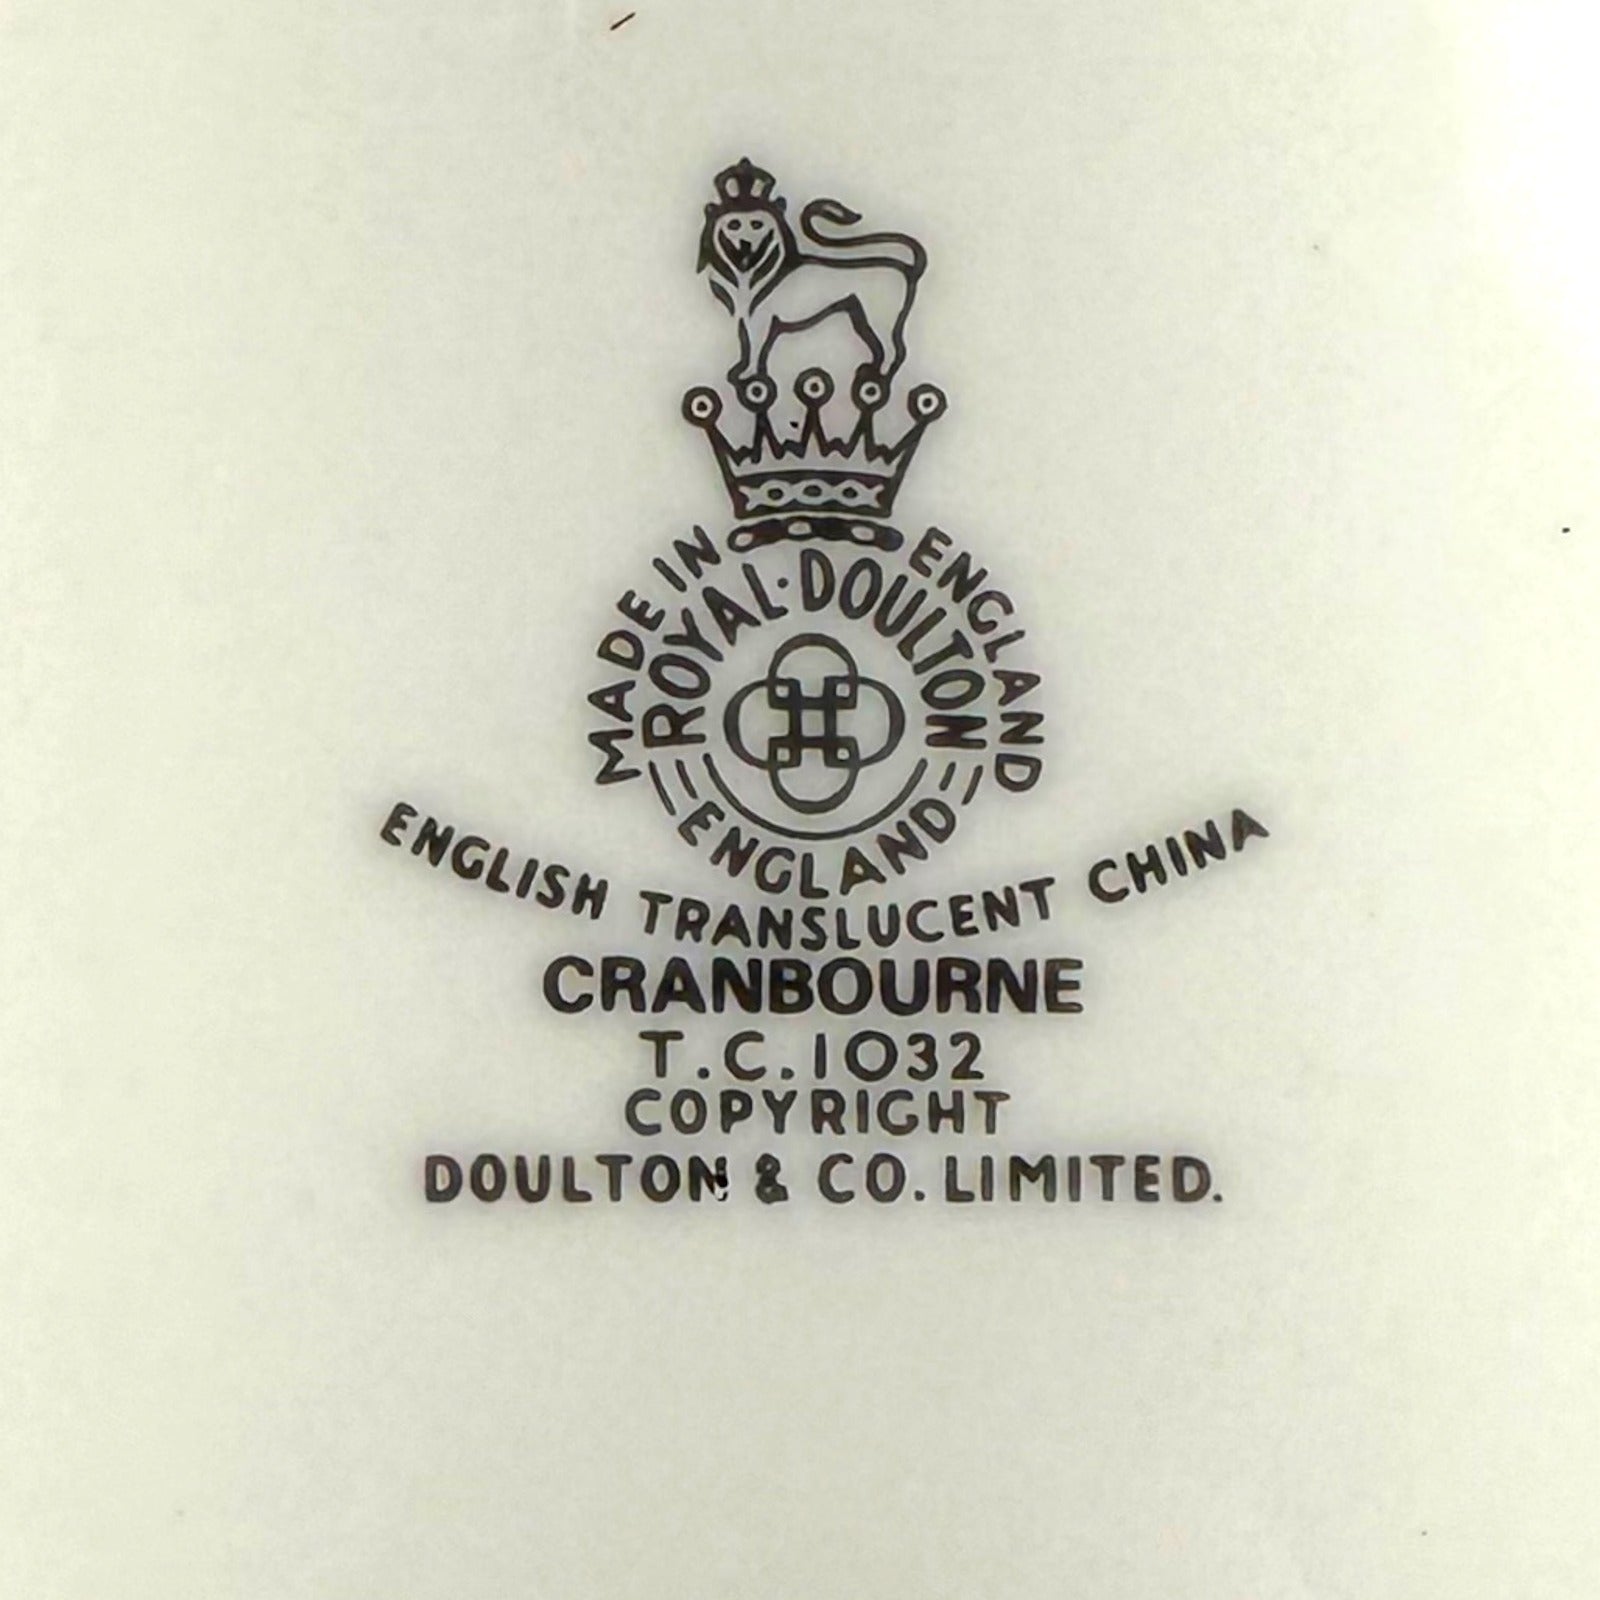 MADE IN ENGLAND
ROYAL·DOULTON
ENGLAND
ENGLISH TRANSLUCENT CHINA
CRANBOURNE
T.C.1032
COPYRIGHT
DOULTON & CO. LIMITED.